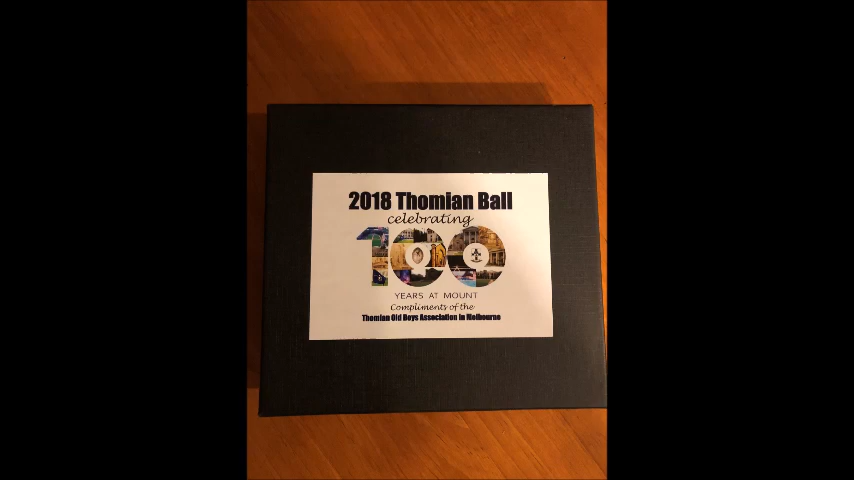 2018 Thomian Ball
celebrating
100
YEARS AT MOUNT
Compliments of the
Thomian Old Boys Association in Melbourne